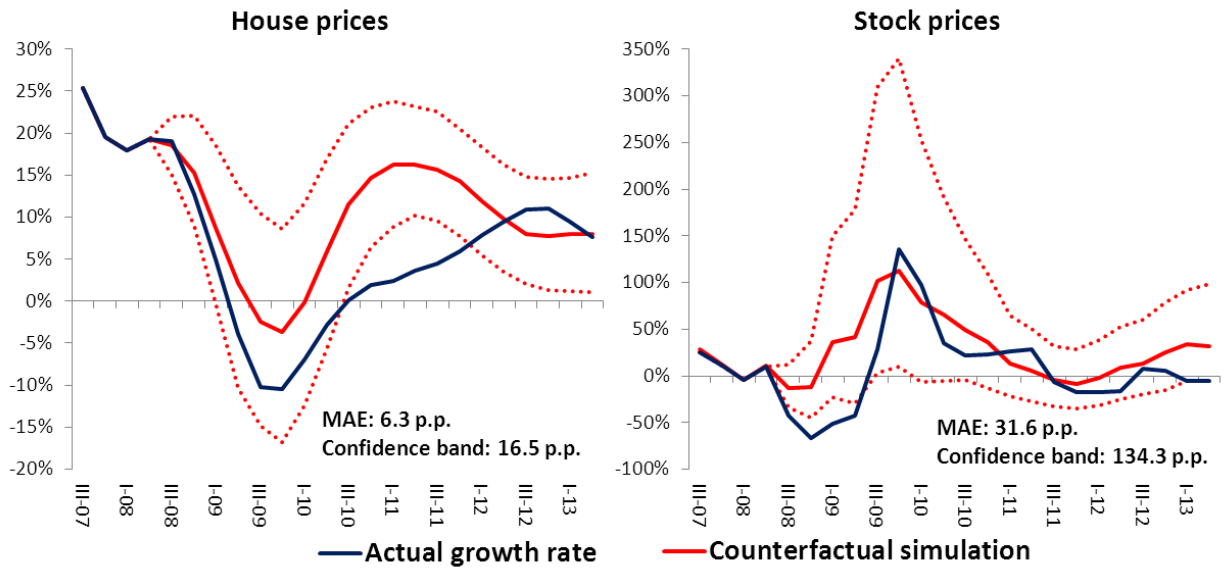 House prices
30%
25%
20%
15%
10%
5%
0%
-5%
-10%
-15%
-20%
MAE: 6.3 p.p.
Confidence band: 16.5 p.p.
III-07
I-08
III-08
I-09
III-09
I-10
III-10
I-11
III-11
I-12
III-12
I-13
Stock prices
350%
300%
250%
200%
150%
100%
50%
0%
-50%
-100%
MAE: 31.6 p.p.
Confidence band: 134.3 p.p.
III-07
I-08
III-08
I-09
III-09
I-10
III-10
I-11
III-11
I-12
III-12
I-13
Actual growth rate
Counterfactual simulation